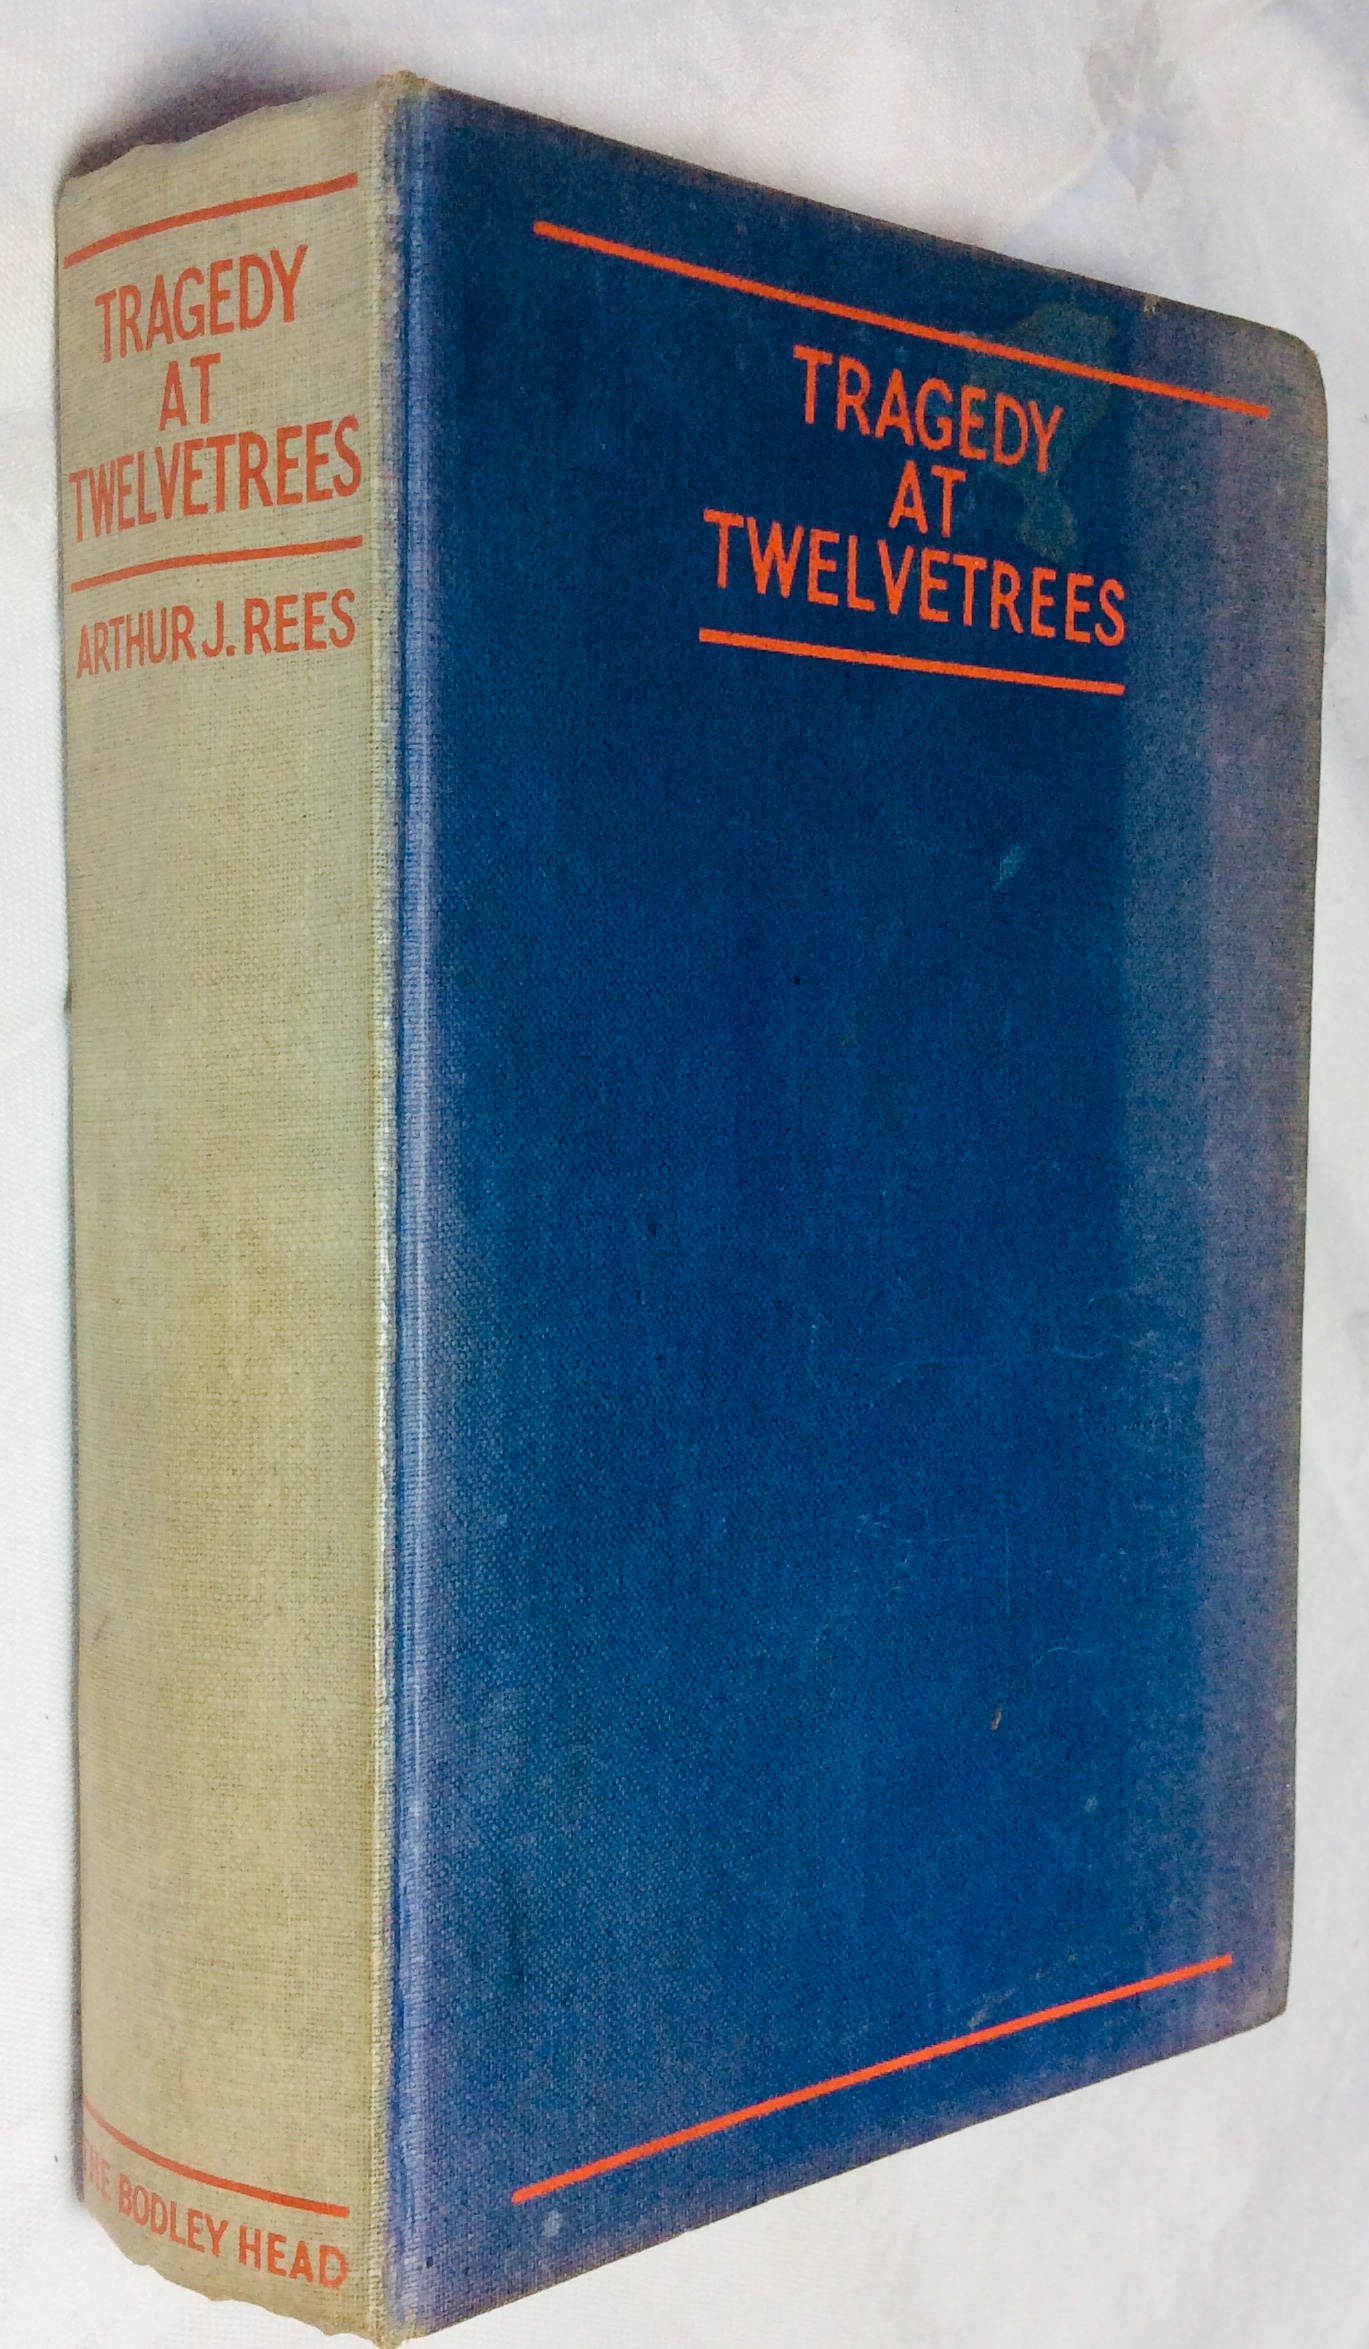 TRAGEDY
AT
TWELVETREES
ARTHUR J. REES
THE BODLEY HEAD
TRAGEDY
AT
TWELVETREES